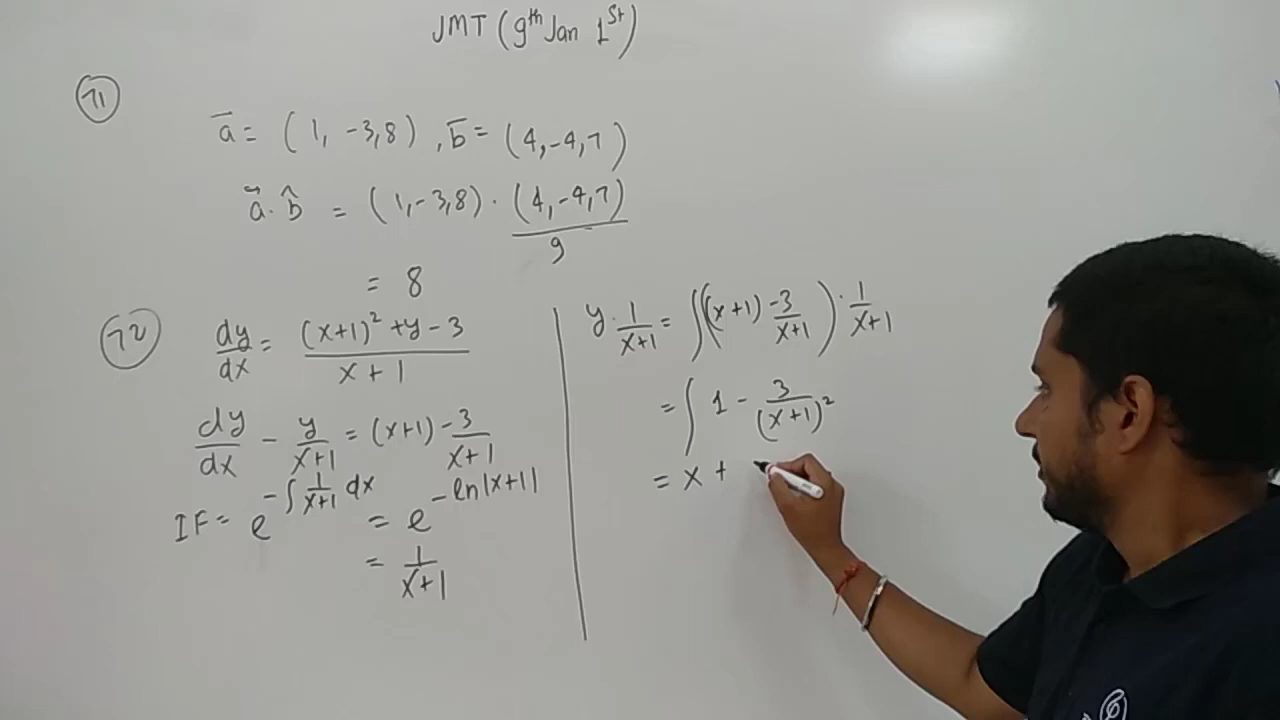 JMT (9th Jan 1st)
71
a̅ = (1, -3, 8), b̅ = (4, -4, 7)
a⃗ · b̂ = (1, -3, 8) · (4, -4, 7)/9
= 8
72
dy/dx = ((x+1)² + y - 3)/(x+1)
dy/dx - y/(x+1) = (x+1) - 3/(x+1)
IF = e^(-∫ 1/(x+1) dx) = e^(-ln|x+1|)
= 1/(x+1)
y · 1/(x+1) = ∫((x+1) - 3/(x+1)) · 1/(x+1)
= ∫ 1 - 3/(x+1)²
= x +